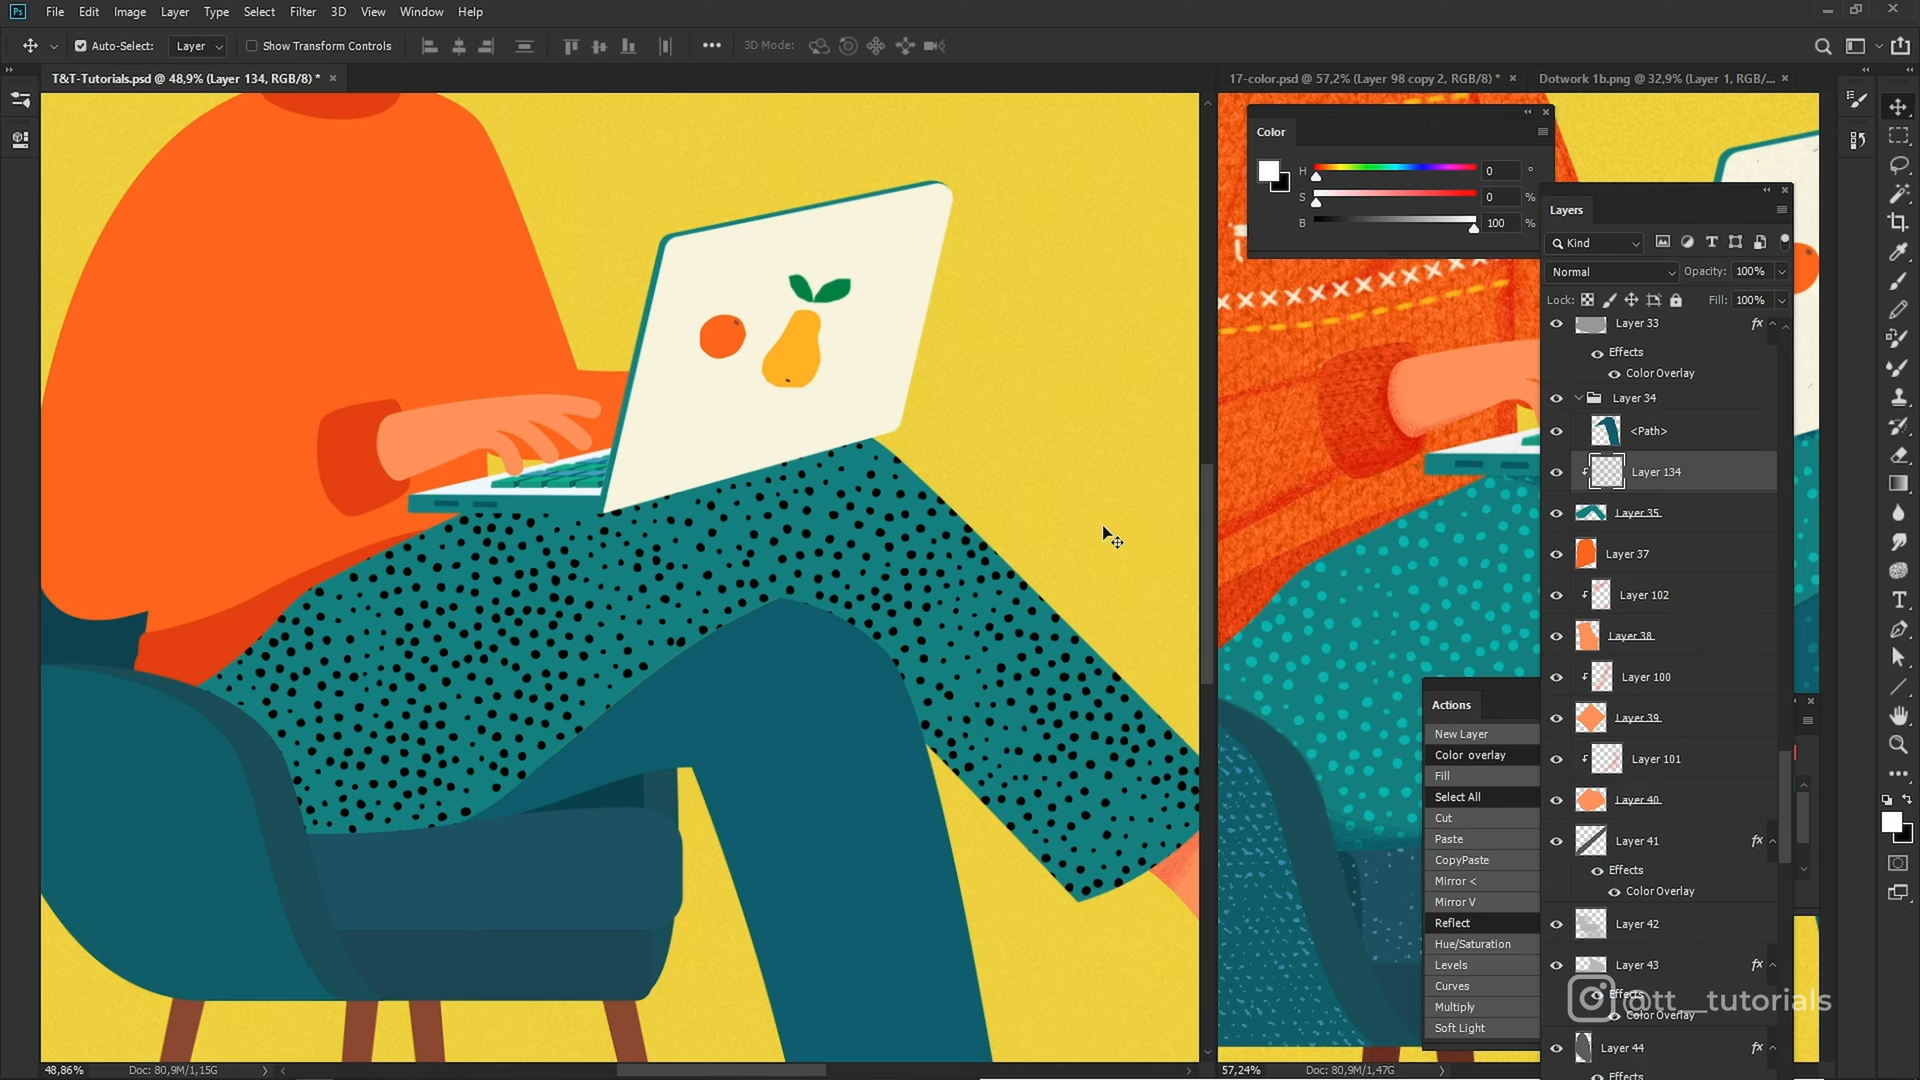 Ps File Edit Image Layer Type Select Filter 3D View Window Help
Auto-Select: Layer Show Transform Controls 3D Mode:
T&T-Tutorials.psd @ 48,9% (Layer 134, RGB/8) * × 17-color.psd @ 57,2% (Layer 98 copy 2, RGB/8) * × Dotwork 1b.png @ 32,9% (Layer 1, RGB/... ×
Color
H 0 °
S 0 %
B 100 %
Layers
Kind
Normal Opacity: 100%
Lock: Fill: 100%
Layer 33 fx
Effects
Color Overlay
Layer 34
<Path>
Layer 134
Layer 35
Layer 37
Layer 102
Layer 38
Layer 100
Layer 39
Layer 101
Layer 40
Layer 41 fx
Effects
Color Overlay
Layer 42
Layer 43 fx
Effects
Color Overlay
Layer 44 fx
Effects
Actions
New Layer
Color overlay
Fill
Select All
Cut
Paste
CopyPaste
Mirror <
Mirror V
Reflect
Hue/Saturation
Levels
Curves
Multiply
Soft Light
@tt__tutorials
48,86% Doc: 80,9M/1,15G 57,24% Doc: 80,9M/1,47G